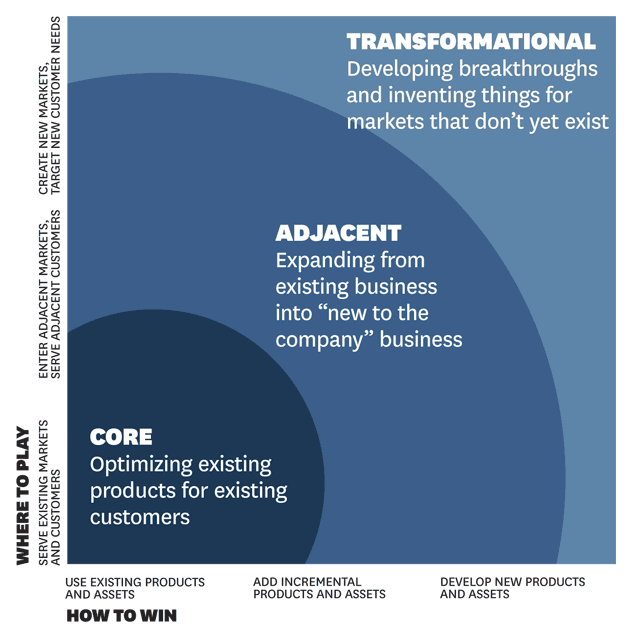 TRANSFORMATIONAL
Developing breakthroughs
and inventing things for
markets that don’t yet exist
ADJACENT
Expanding from
existing business
into “new to the
company” business
CORE
Optimizing existing
products for existing
customers
WHERE TO PLAY
CREATE NEW MARKETS,
TARGET NEW CUSTOMER NEEDS
ENTER ADJACENT MARKETS,
SERVE ADJACENT CUSTOMERS
SERVE EXISTING MARKETS
AND CUSTOMERS
USE EXISTING PRODUCTS
AND ASSETS
ADD INCREMENTAL
PRODUCTS AND ASSETS
DEVELOP NEW PRODUCTS
AND ASSETS
HOW TO WIN